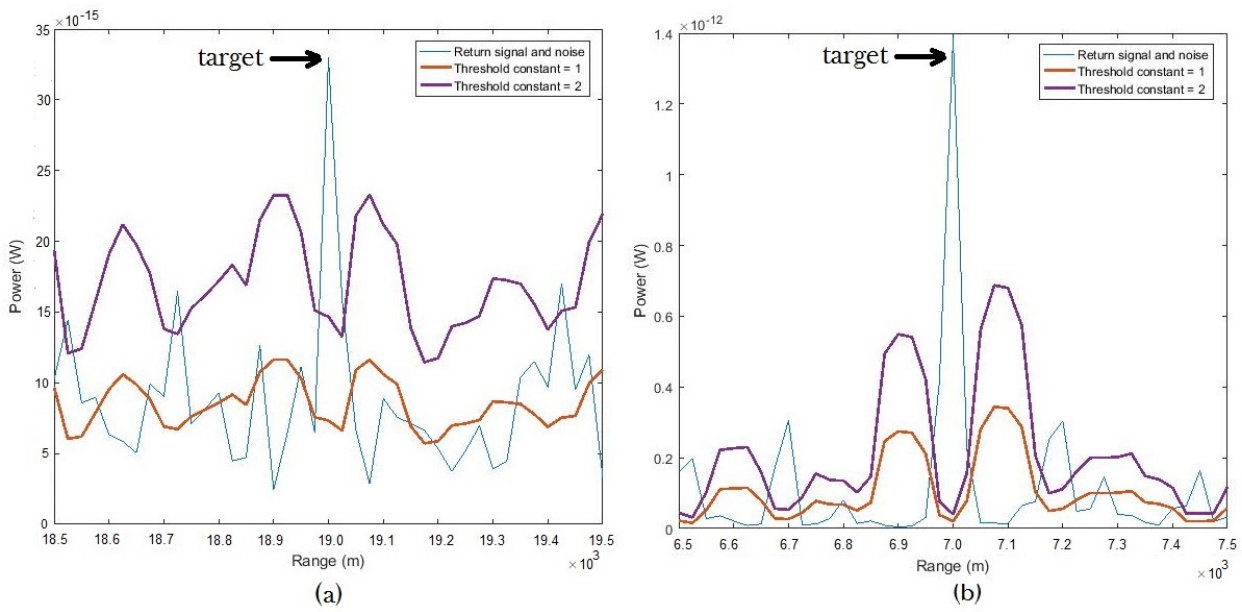 ×10⁻¹⁵
35
30
25
20
15
10
5
0
Power (W)
target
Return signal and noise
Threshold constant = 1
Threshold constant = 2
18.5 18.6 18.7 18.8 18.9 19.0 19.1 19.2 19.3 19.4 19.5
Range (m)
×10³
(a)
×10⁻¹²
1.4
1.2
1
0.8
0.6
0.4
0.2
0
Power (W)
target
Return signal and noise
Threshold constant = 1
Threshold constant = 2
6.5 6.6 6.7 6.8 6.9 7.0 7.1 7.2 7.3 7.4 7.5
Range (m)
×10³
(b)